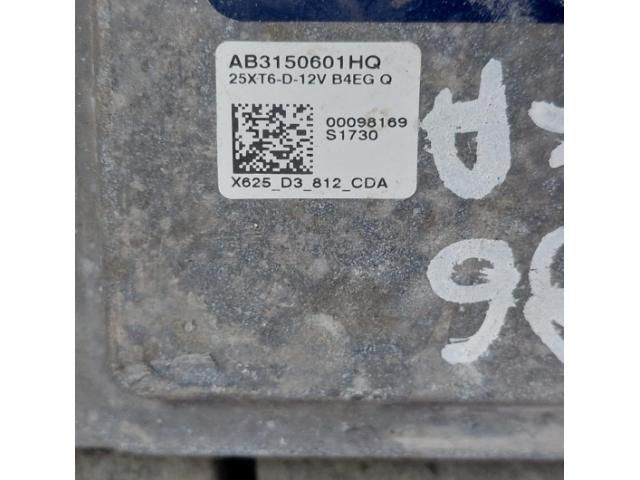 AB3150601HQ
25XT6-D-12V B4EG Q
00098169
S1730
X625_D3_812_CDA